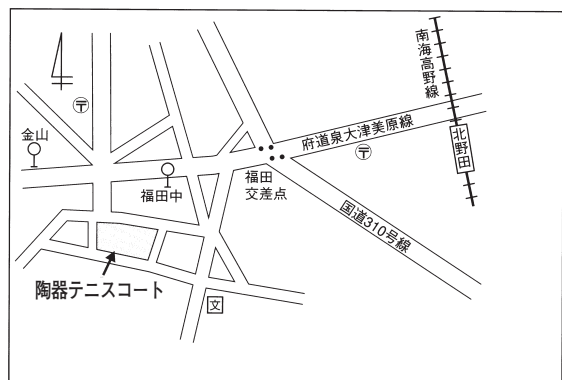 南海高野線
北野田
府道泉大津美原線
〒
〒
金山
福田中
福田
交差点
国道310号線
陶器テニスコート
文